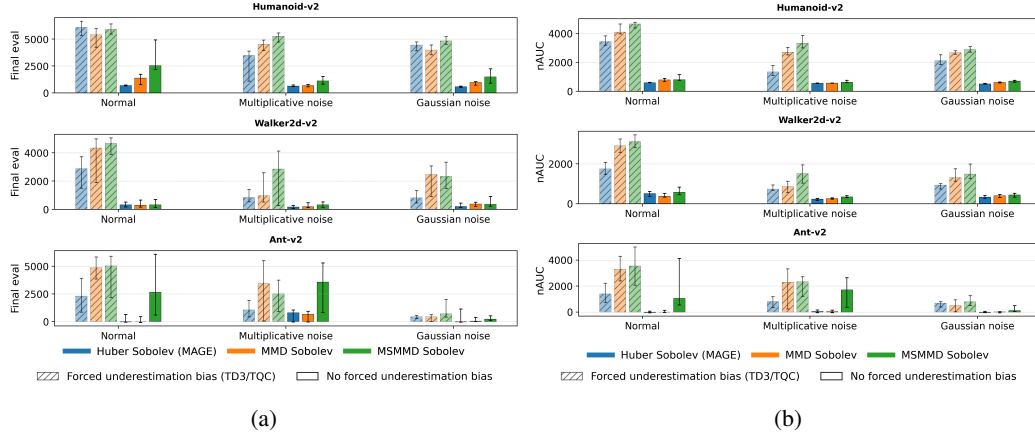 Humanoid-v2
Final eval
5000
2500
0
Normal
Multiplicative noise
Gaussian noise
Walker2d-v2
Final eval
4000
2000
0
Normal
Multiplicative noise
Gaussian noise
Ant-v2
Final eval
5000
2500
0
Normal
Multiplicative noise
Gaussian noise
Huber Sobolev (MAGE)
MMD Sobolev
MSMMD Sobolev
Forced underestimation bias (TD3/TQC)
No forced underestimation bias
(a)
Humanoid-v2
nAUC
4000
2000
0
Normal
Multiplicative noise
Gaussian noise
Walker2d-v2
nAUC
2000
0
Normal
Multiplicative noise
Gaussian noise
Ant-v2
nAUC
4000
2000
0
Normal
Multiplicative noise
Gaussian noise
Huber Sobolev (MAGE)
MMD Sobolev
MSMMD Sobolev
Forced underestimation bias (TD3/TQC)
No forced underestimation bias
(b)